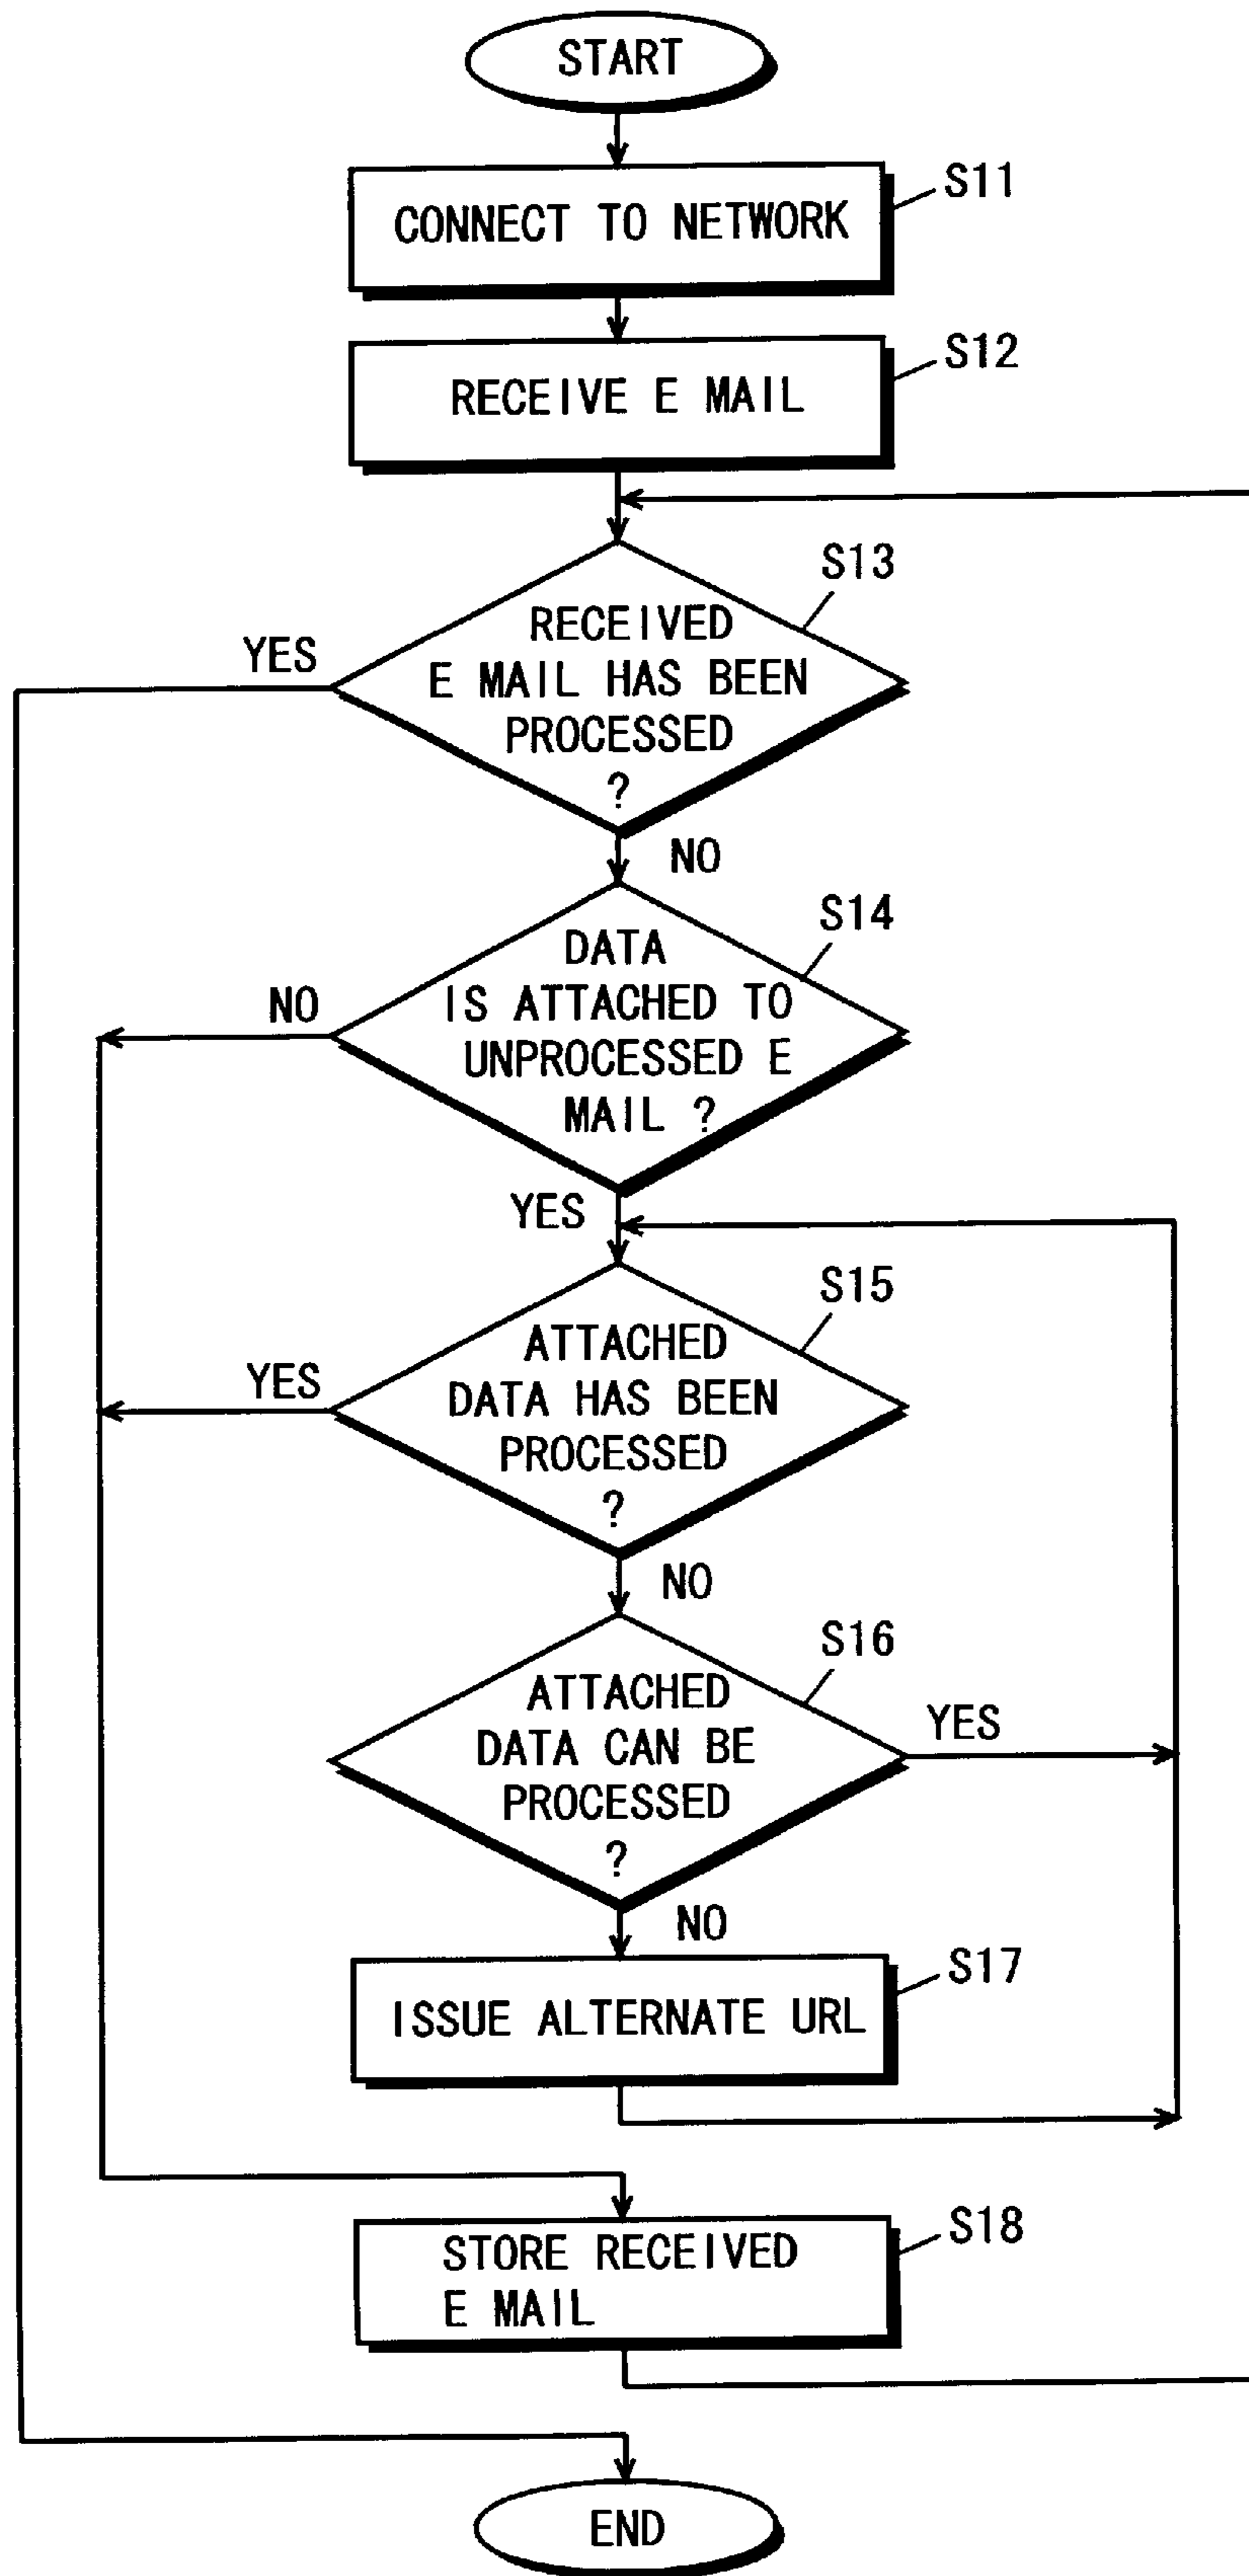 START
CONNECT TO NETWORK
S11
RECEIVE E MAIL
S12
S13
RECEIVED
E MAIL HAS BEEN
PROCESSED
?
YES
NO
S14
DATA
IS ATTACHED TO
UNPROCESSED E
MAIL ?
NO
YES
S15
ATTACHED
DATA HAS BEEN
PROCESSED
?
YES
NO
S16
ATTACHED
DATA CAN BE
PROCESSED
?
YES
NO
S17
ISSUE ALTERNATE URL
S18
STORE RECEIVED
E MAIL
END